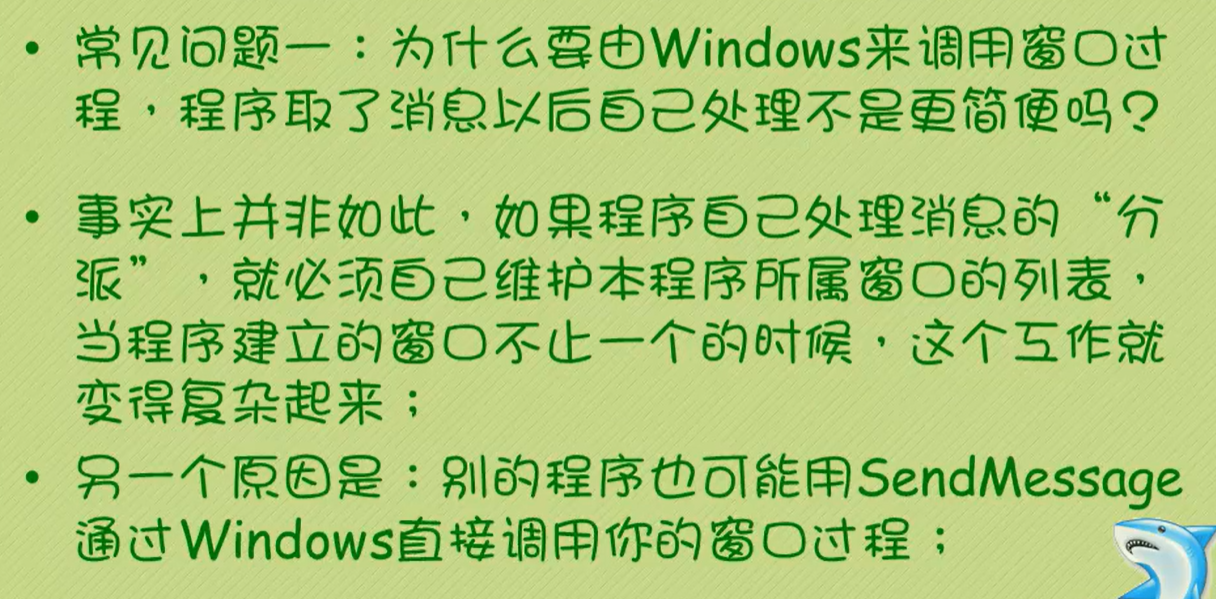 • 常见问题一：为什么要由Windows来调用窗口过
程，程序取了消息以后自己处理不是更简便吗？
• 事实上并非如此，如果程序自己处理消息的“分
派”，就必须自己维护本程序所属窗口的列表，
当程序建立的窗口不止一个的时候，这个工作就
变得复杂起来；
• 另一个原因是：别的程序也可能用SendMessage
通过Windows直接调用你的窗口过程；